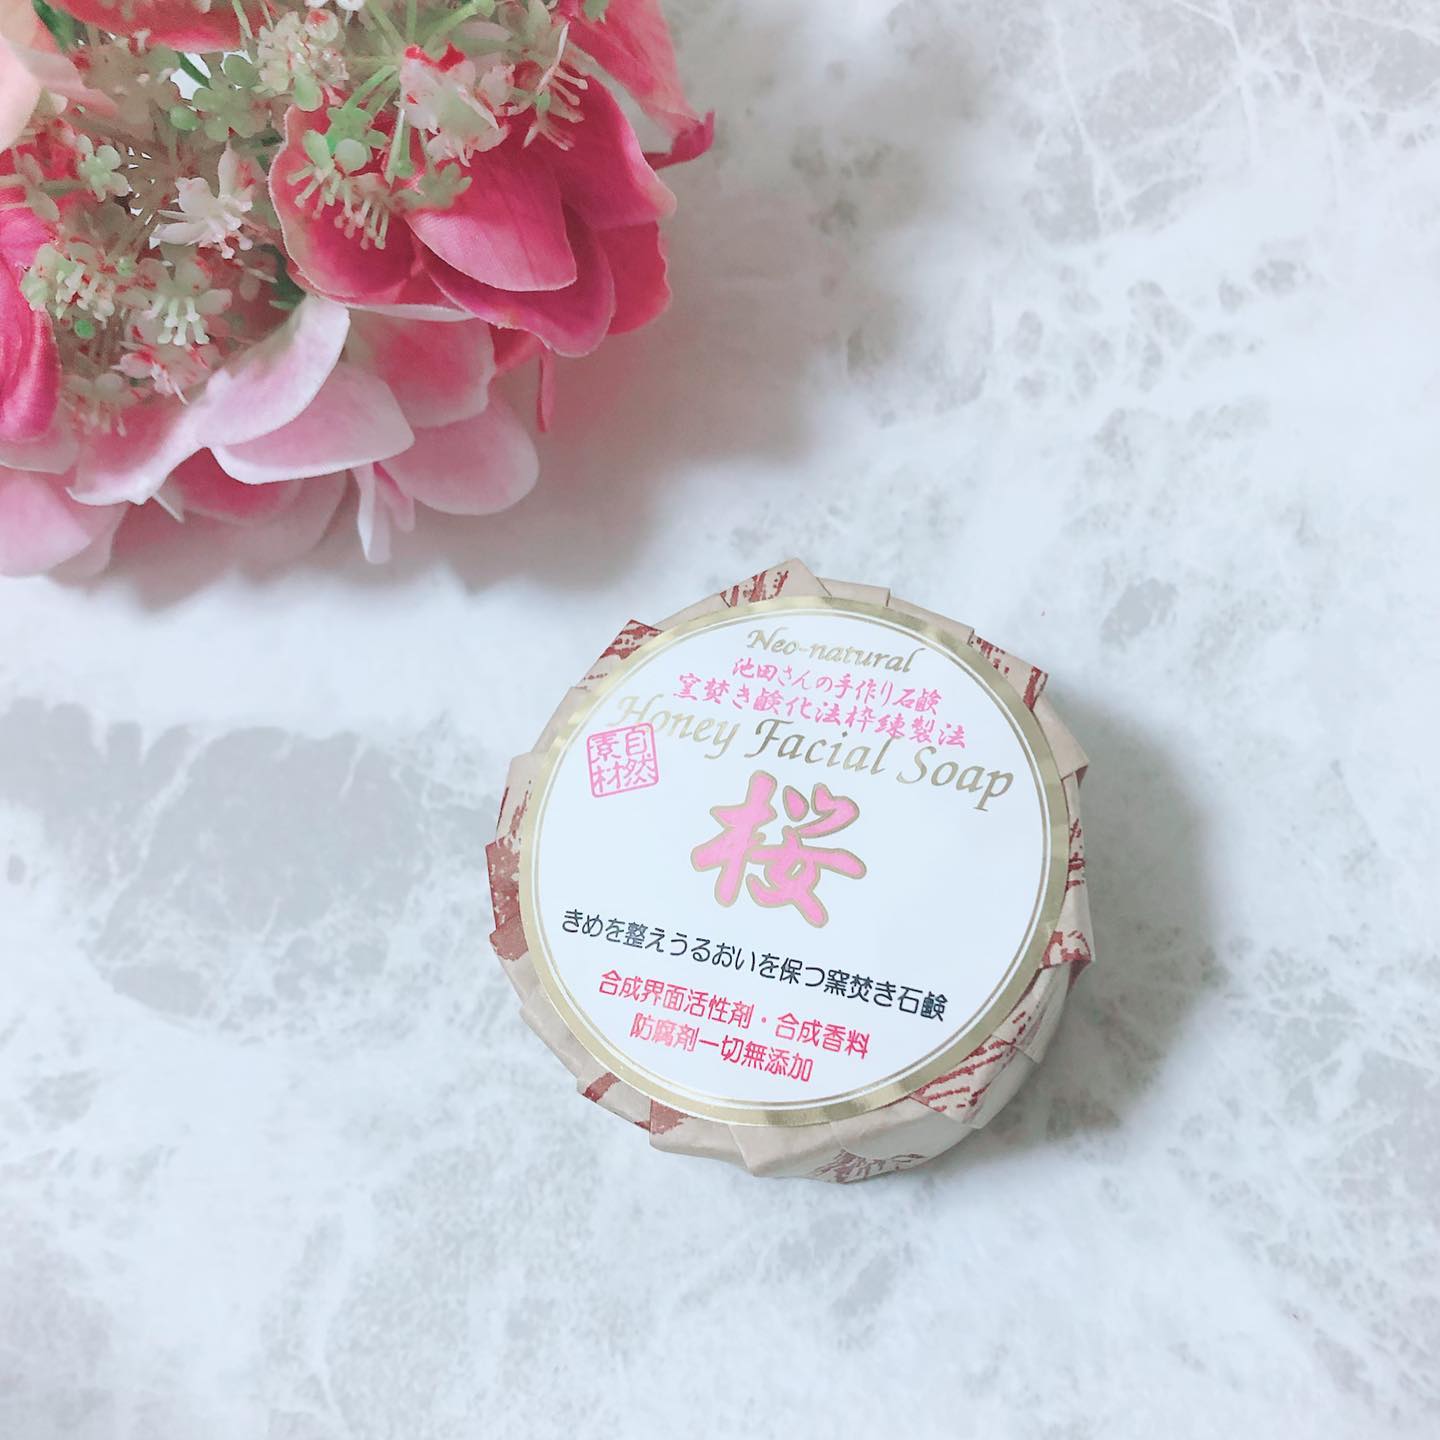 Neo-natural
池田さんの手作り石鹸
窯焚き鹸化法枠練製法
Honey Facial Soap
自然
素材
桜
きめを整えうるおいを保つ窯焚き石鹸
合成界面活性剤・合成香料
防腐剤一切無添加